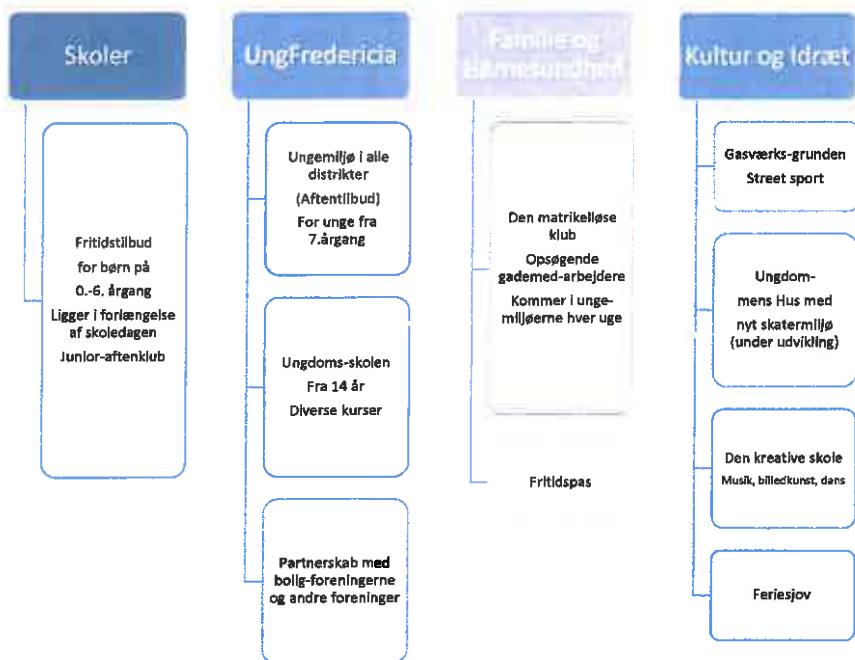 Skoler
Fritidstilbud
for børn på
0.-6. årgang
Ligger i forlængelse
af skoledagen
Junior-aftenklub
UngFredericia
Ungemiljø i alle
distrikter
(Aftentilbud)
For unge fra
7.årgang
Ungdoms-skolen
Fra 14 år
Diverse kurser
Partnerskab med
bolig-foreningerne
og andre foreninger
Familie og
Børnesundhed
Den matrikelløse
klub
Opsøgende
gademed-arbejdere
Kommer i unge-
miljøerne hver uge
Fritidspas
Kultur og Idræt
Gasværks-grunden
Street sport
Ungdom-
mens Hus med
nyt skatermiljø
(under udvikling)
Den kreative skole
Musik, billedkunst, dans
Feriesjov